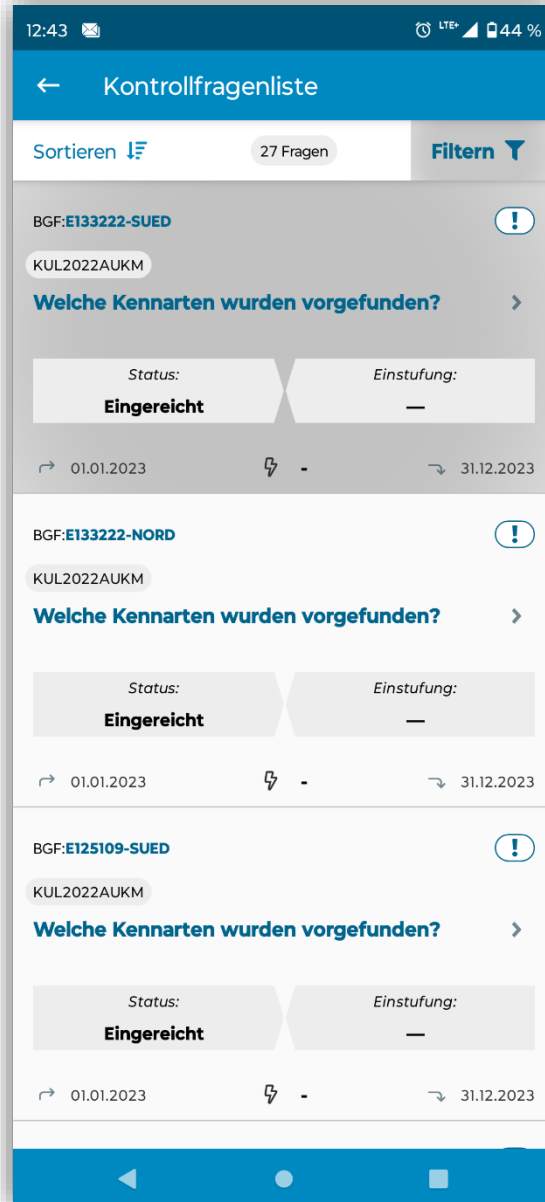 12:43 LTE+ 44 %
Kontrollfragenliste
Sortieren 27 Fragen Filtern
BGF:E133222-SUED !
KUL2022AUKM
Welche Kennarten wurden vorgefunden?
Status: Einstufung:
Eingereicht —
01.01.2023 - 31.12.2023
BGF:E133222-NORD !
KUL2022AUKM
Welche Kennarten wurden vorgefunden?
Status: Einstufung:
Eingereicht —
01.01.2023 - 31.12.2023
BGF:E125109-SUED !
KUL2022AUKM
Welche Kennarten wurden vorgefunden?
Status: Einstufung:
Eingereicht —
01.01.2023 - 31.12.2023